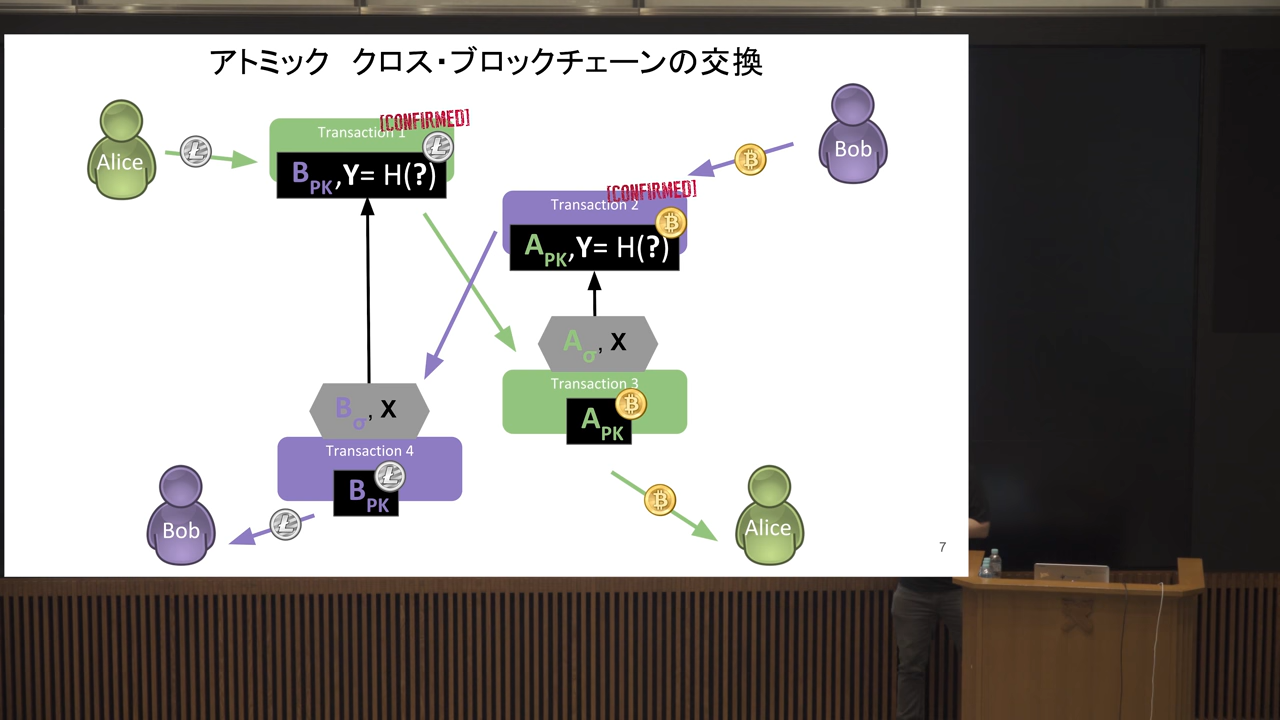 アトミック クロス・ブロックチェーンの交換
Alice
[CONFIRMED]
Transaction 1
BPK,Y= H(?)
Bob
[CONFIRMED]
Transaction 2
APK,Y= H(?)
Aσ, X
Transaction 3
APK
Bσ, X
Transaction 4
BPK
Bob
Alice
7